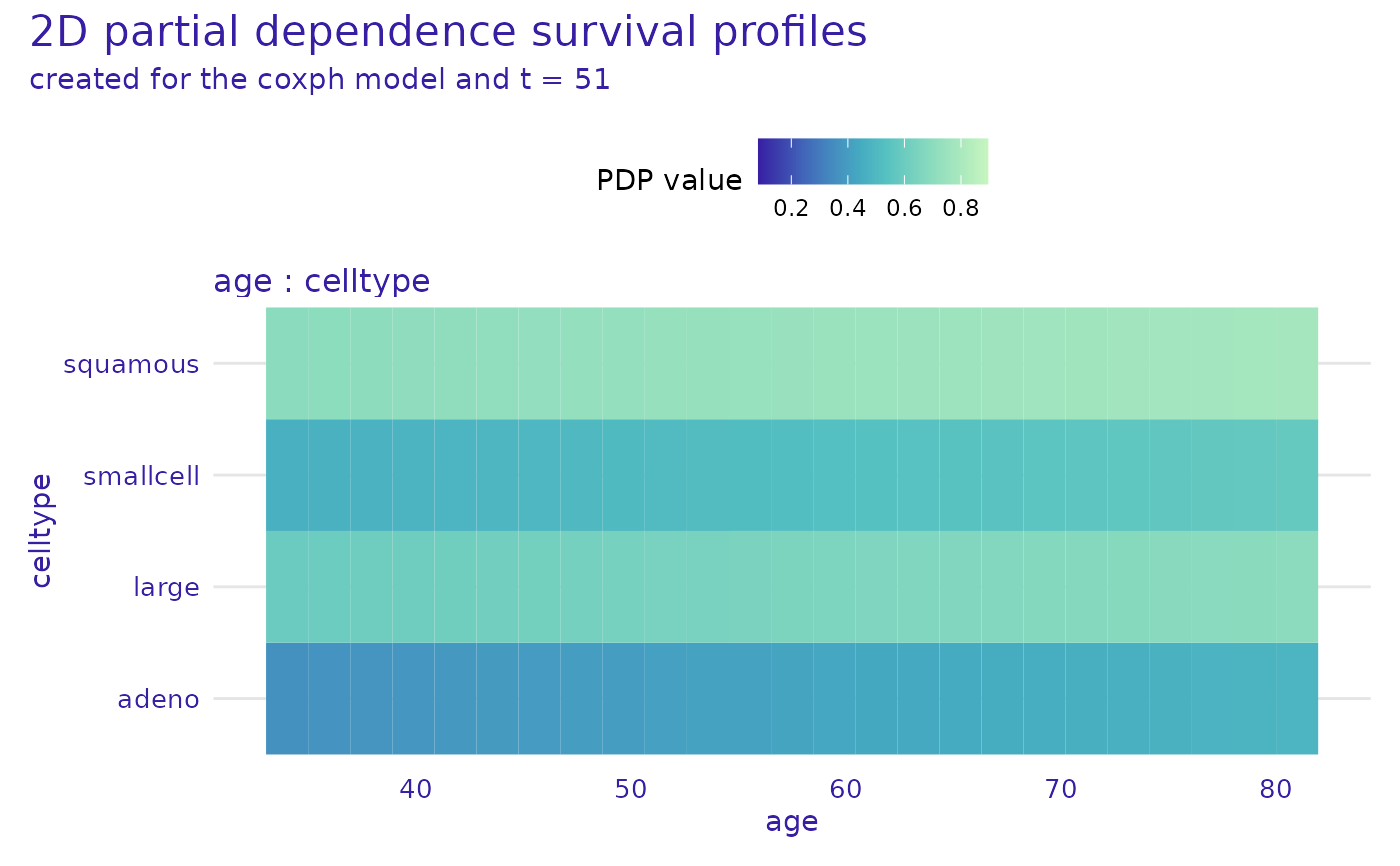 2D partial dependence survival profiles
created for the coxph model and t = 51
PDP value
0.2 0.4 0.6 0.8
age : celltype
squamous
smallcell
large
adeno
celltype
40 50 60 70 80
age